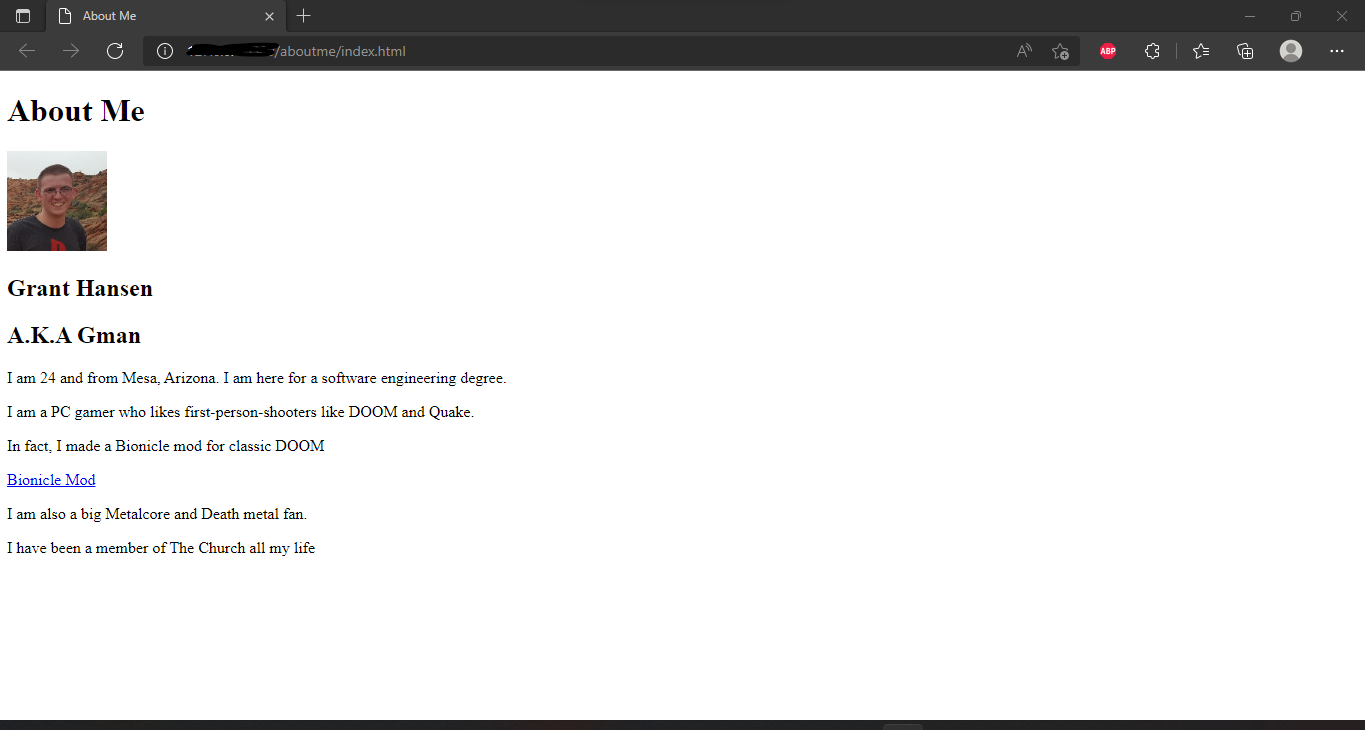 About Me
/aboutme/index.html
ABP
About Me
Grant Hansen
A.K.A Gman
I am 24 and from Mesa, Arizona. I am here for a software engineering degree.
I am a PC gamer who likes first-person-shooters like DOOM and Quake.
In fact, I made a Bionicle mod for classic DOOM
Bionicle Mod
I am also a big Metalcore and Death metal fan.
I have been a member of The Church all my life